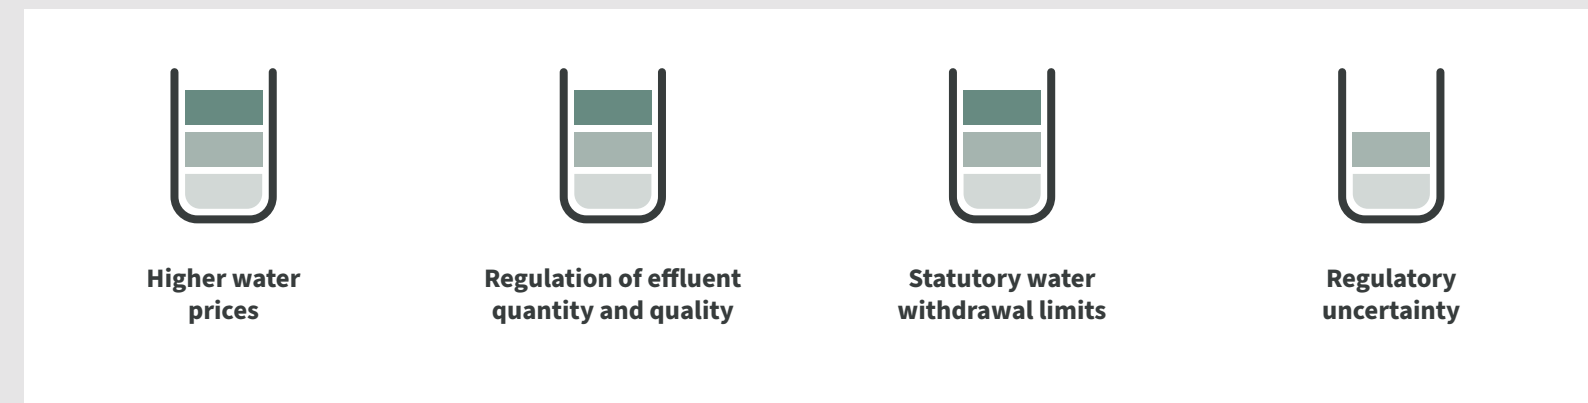 Higher water
prices
Regulation of effluent
quantity and quality
Statutory water
withdrawal limits
Regulatory
uncertainty